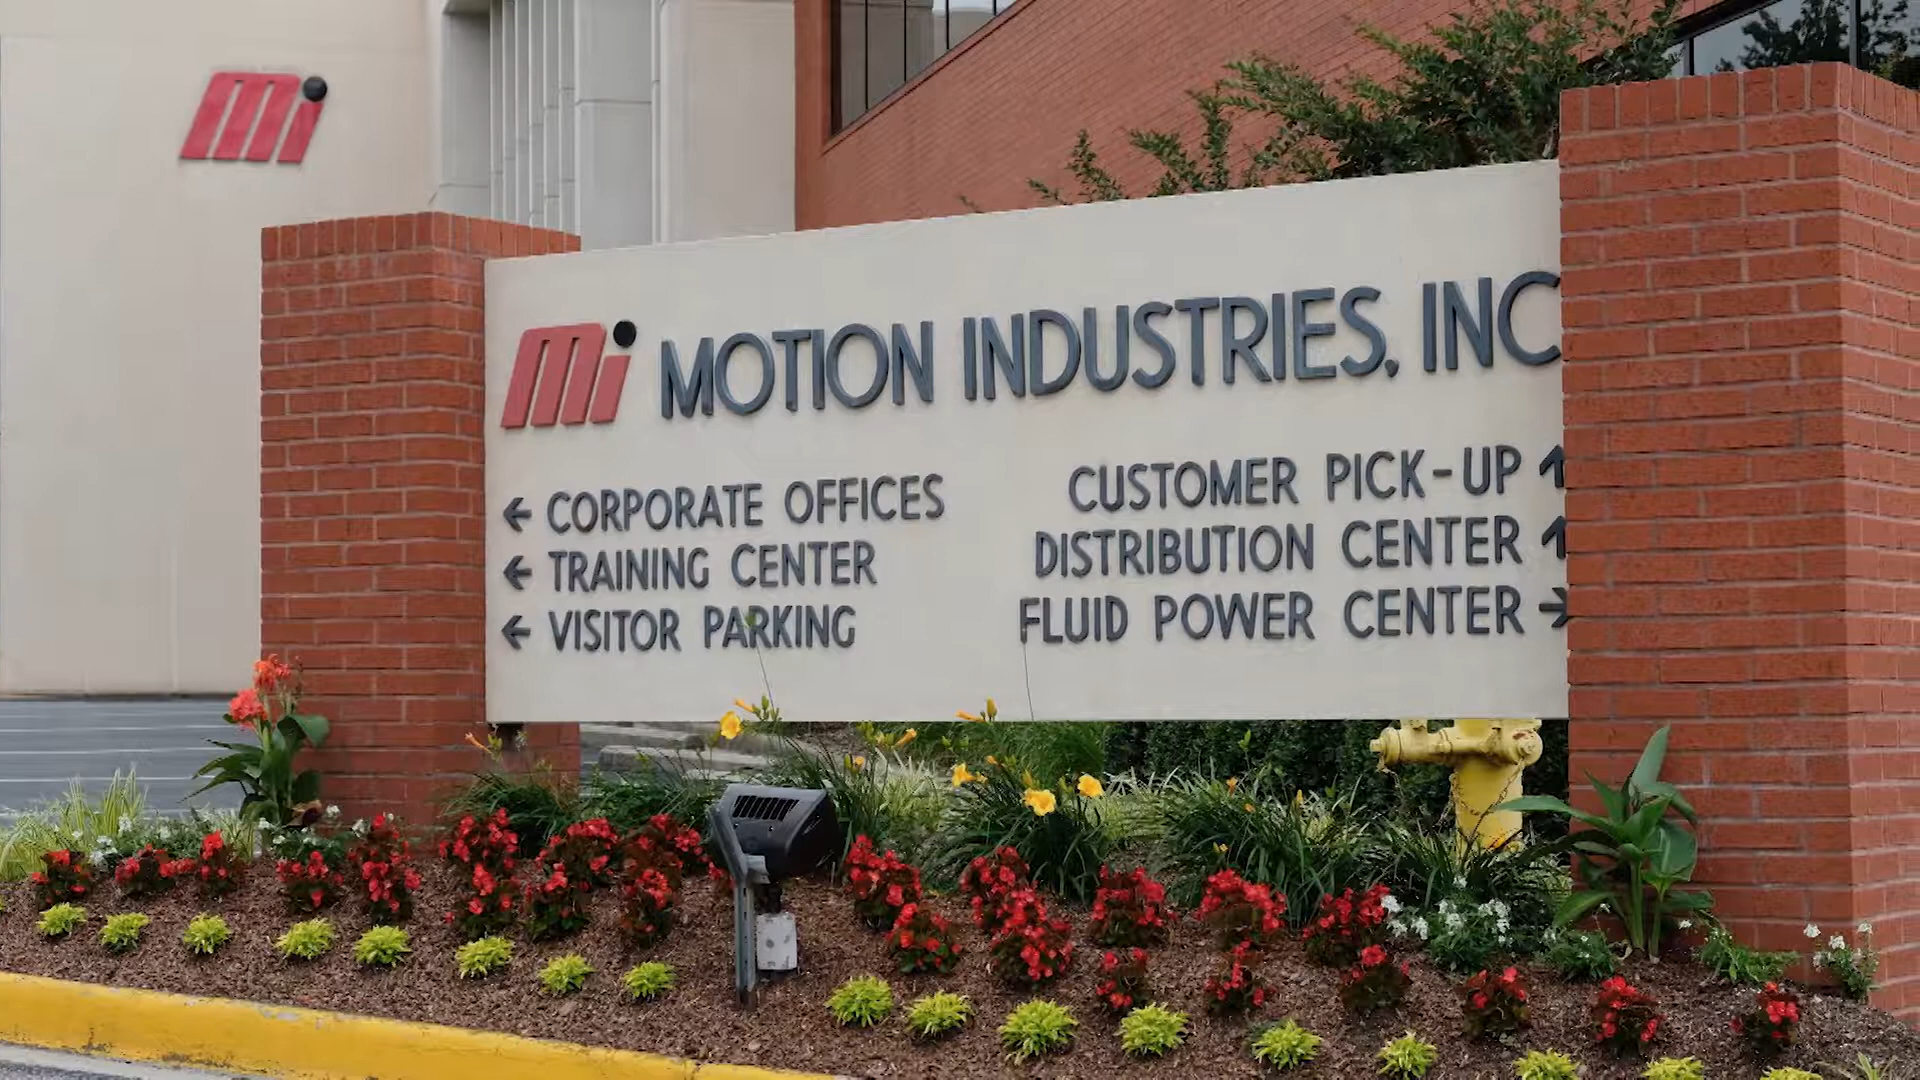 mi
mi MOTION INDUSTRIES, INC
← CORPORATE OFFICES
← TRAINING CENTER
← VISITOR PARKING
CUSTOMER PICK-UP ↑
DISTRIBUTION CENTER ↑
FLUID POWER CENTER →